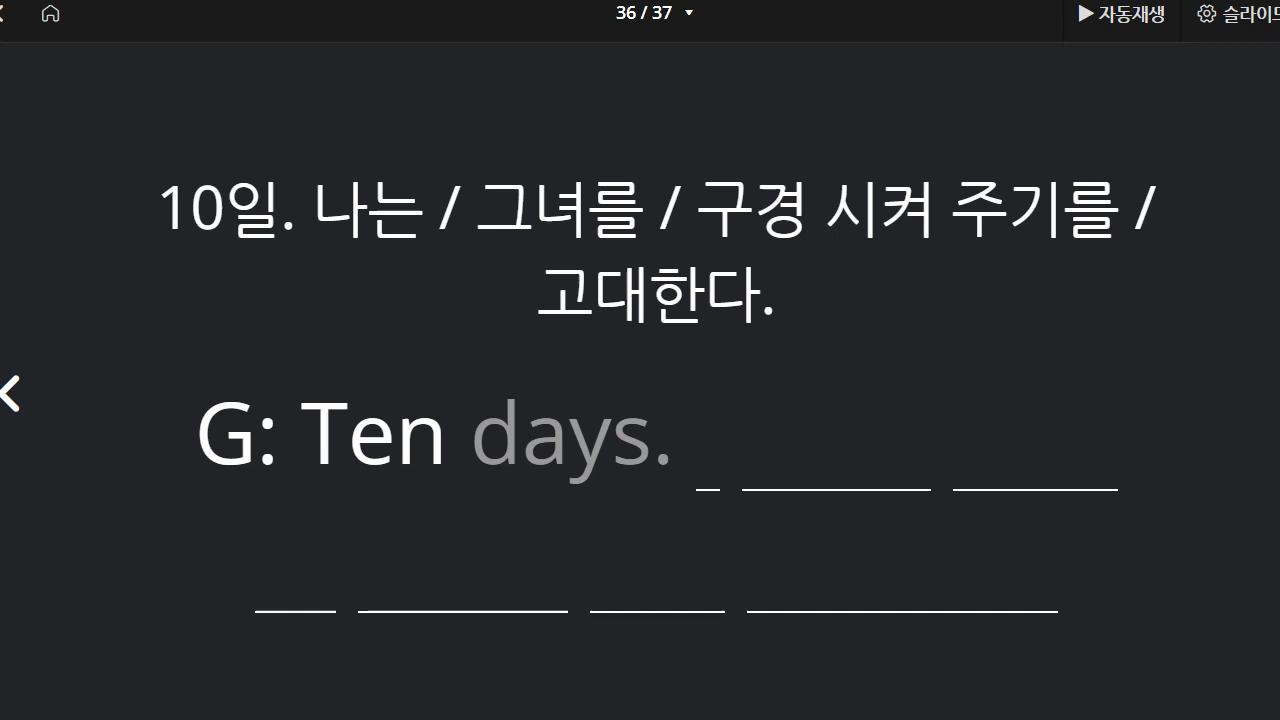 36 / 37
자동재생
슬라이드
10일. 나는 / 그녀를 / 구경 시켜 주기를 /
고대한다.
G: Ten days.